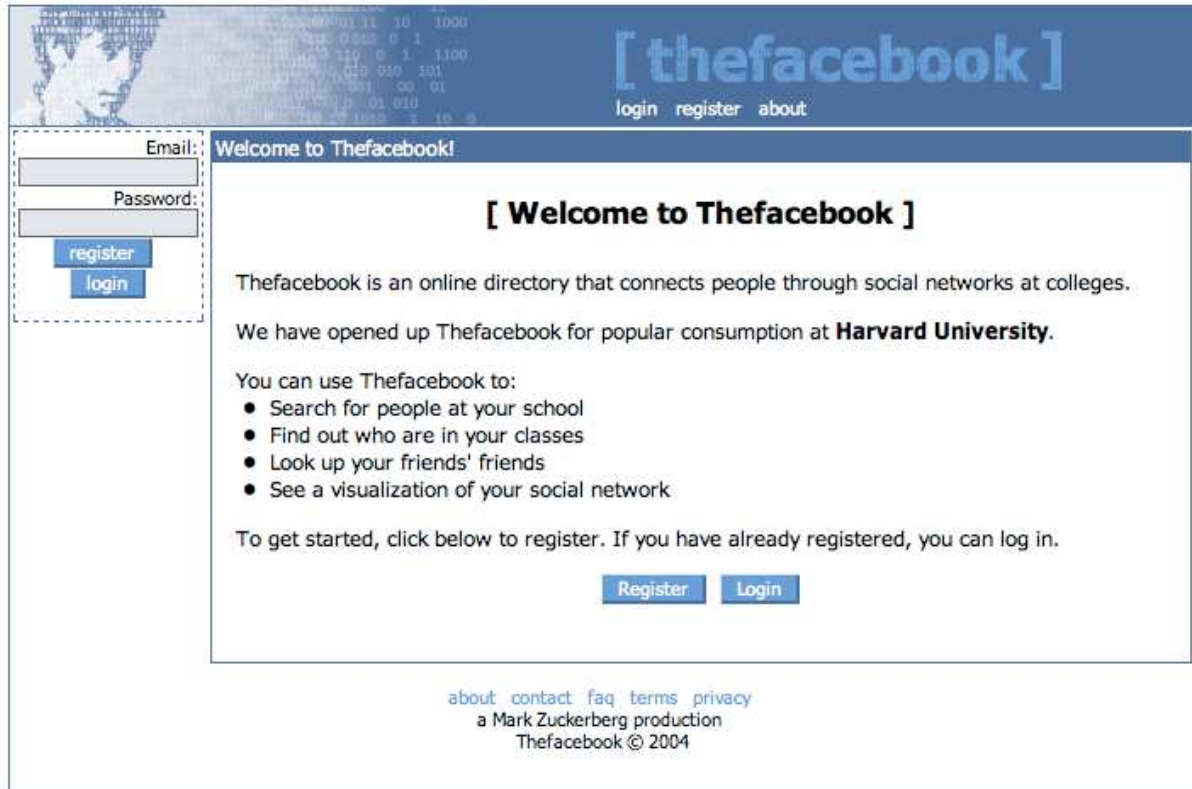 [ thefacebook ]
login register about
Email:
Password:
register
login
Welcome to Thefacebook!
[ Welcome to Thefacebook ]
Thefacebook is an online directory that connects people through social networks at colleges.
We have opened up Thefacebook for popular consumption at Harvard University.
You can use Thefacebook to:
• Search for people at your school
• Find out who are in your classes
• Look up your friends' friends
• See a visualization of your social network
To get started, click below to register. If you have already registered, you can log in.
Register Login
about contact faq terms privacy
a Mark Zuckerberg production
Thefacebook © 2004